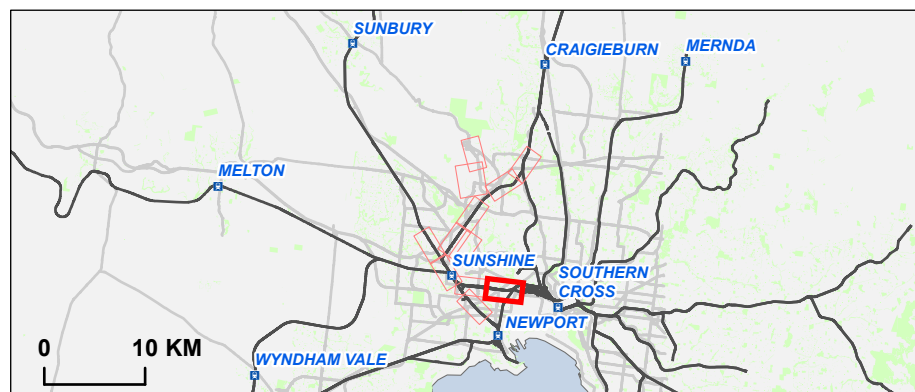 SUNBURY
CRAIGIEBURN
MERNDA
MELTON
SUNSHINE
SOUTHERN
CROSS
NEWPORT
0 10 KM
WYNDHAM VALE